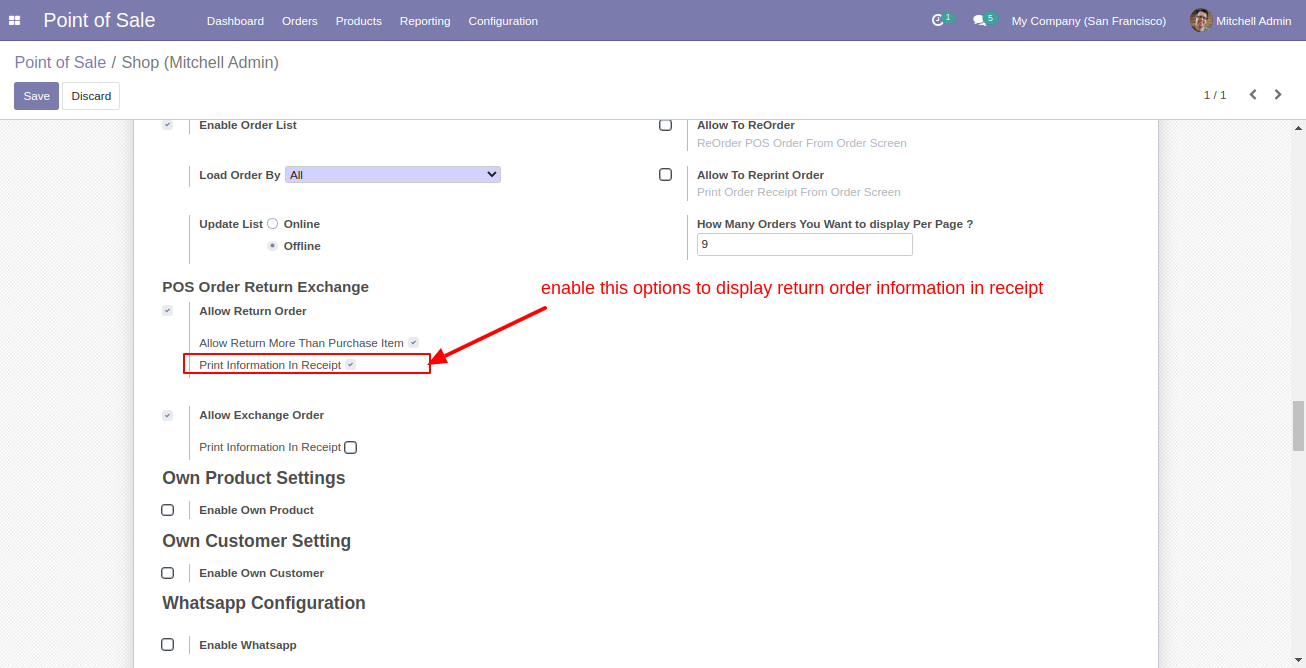 Point of Sale Dashboard Orders Products Reporting Configuration 1 5 My Company (San Francisco) Mitchell Admin
Point of Sale / Shop (Mitchell Admin)
Save Discard 1 / 1
Enable Order List
Allow To ReOrder
ReOrder POS Order From Order Screen
Load Order By All
Allow To Reprint Order
Print Order Receipt From Order Screen
Update List Online
Offline
How Many Orders You Want to display Per Page ?
9
POS Order Return Exchange
enable this options to display return order information in receipt
Allow Return Order
Allow Return More Than Purchase Item
Print Information In Receipt
Allow Exchange Order
Print Information In Receipt
Own Product Settings
Enable Own Product
Own Customer Setting
Enable Own Customer
Whatsapp Configuration
Enable Whatsapp